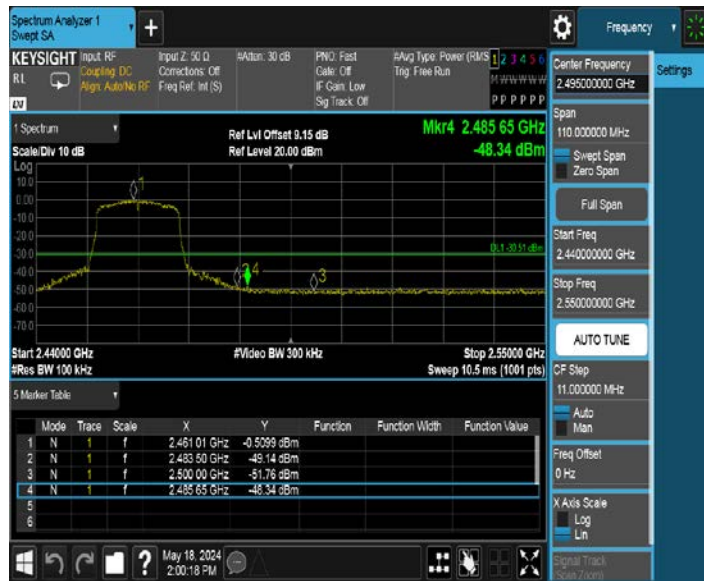 Spectrum Analyzer 1
Swept SA
+
Frequency
KEYSIGHT
RL
Input: RF
Coupling: DC
Align: Auto/No RF
Input Z: 50 Ω
Corrections: Off
Freq Ref: Int (S)
#Atten: 30 dB
PNO: Fast
Gate: Off
IF Gain: Low
Sig Track: Off
#Avg Type: Power (RMS
Trig: Free Run
1 2 3 4 5 6
M W W W W W
P P P P P P
Center Frequency
2.495000000 GHz
Settings
Span
110.000000 MHz
Swept Span
Zero Span
Full Span
Start Freq
2.440000000 GHz
Stop Freq
2.550000000 GHz
AUTO TUNE
CF Step
11.000000 MHz
Auto
Man
Freq Offset
0 Hz
X Axis Scale
Log
Lin
Signal Track
(Span Zoom)
1 Spectrum
Scale/Div 10 dB
Ref Lvl Offset 9.15 dB
Ref Level 20.00 dBm
Mkr4 2.485 65 GHz
-48.34 dBm
Log
10.0
0.00
-10.0
-20.0
-30.0
-40.0
-50.0
-60.0
-70.0
1
4
3
DL1 -30.51 dBm
Start 2.44000 GHz
#Res BW 100 kHz
#Video BW 300 kHz
Stop 2.55000 GHz
Sweep 10.5 ms (1001 pts)
5 Marker Table
Mode Trace Scale X Y Function Function Width Function Value
1 N 1 f 2.461 01 GHz -0.5099 dBm
2 N 1 f 2.483 50 GHz -49.14 dBm
3 N 1 f 2.500 00 GHz -51.76 dBm
4 N 1 f 2.485 65 GHz -48.34 dBm
5
6
?
May 18, 2024
2:00:18 PM